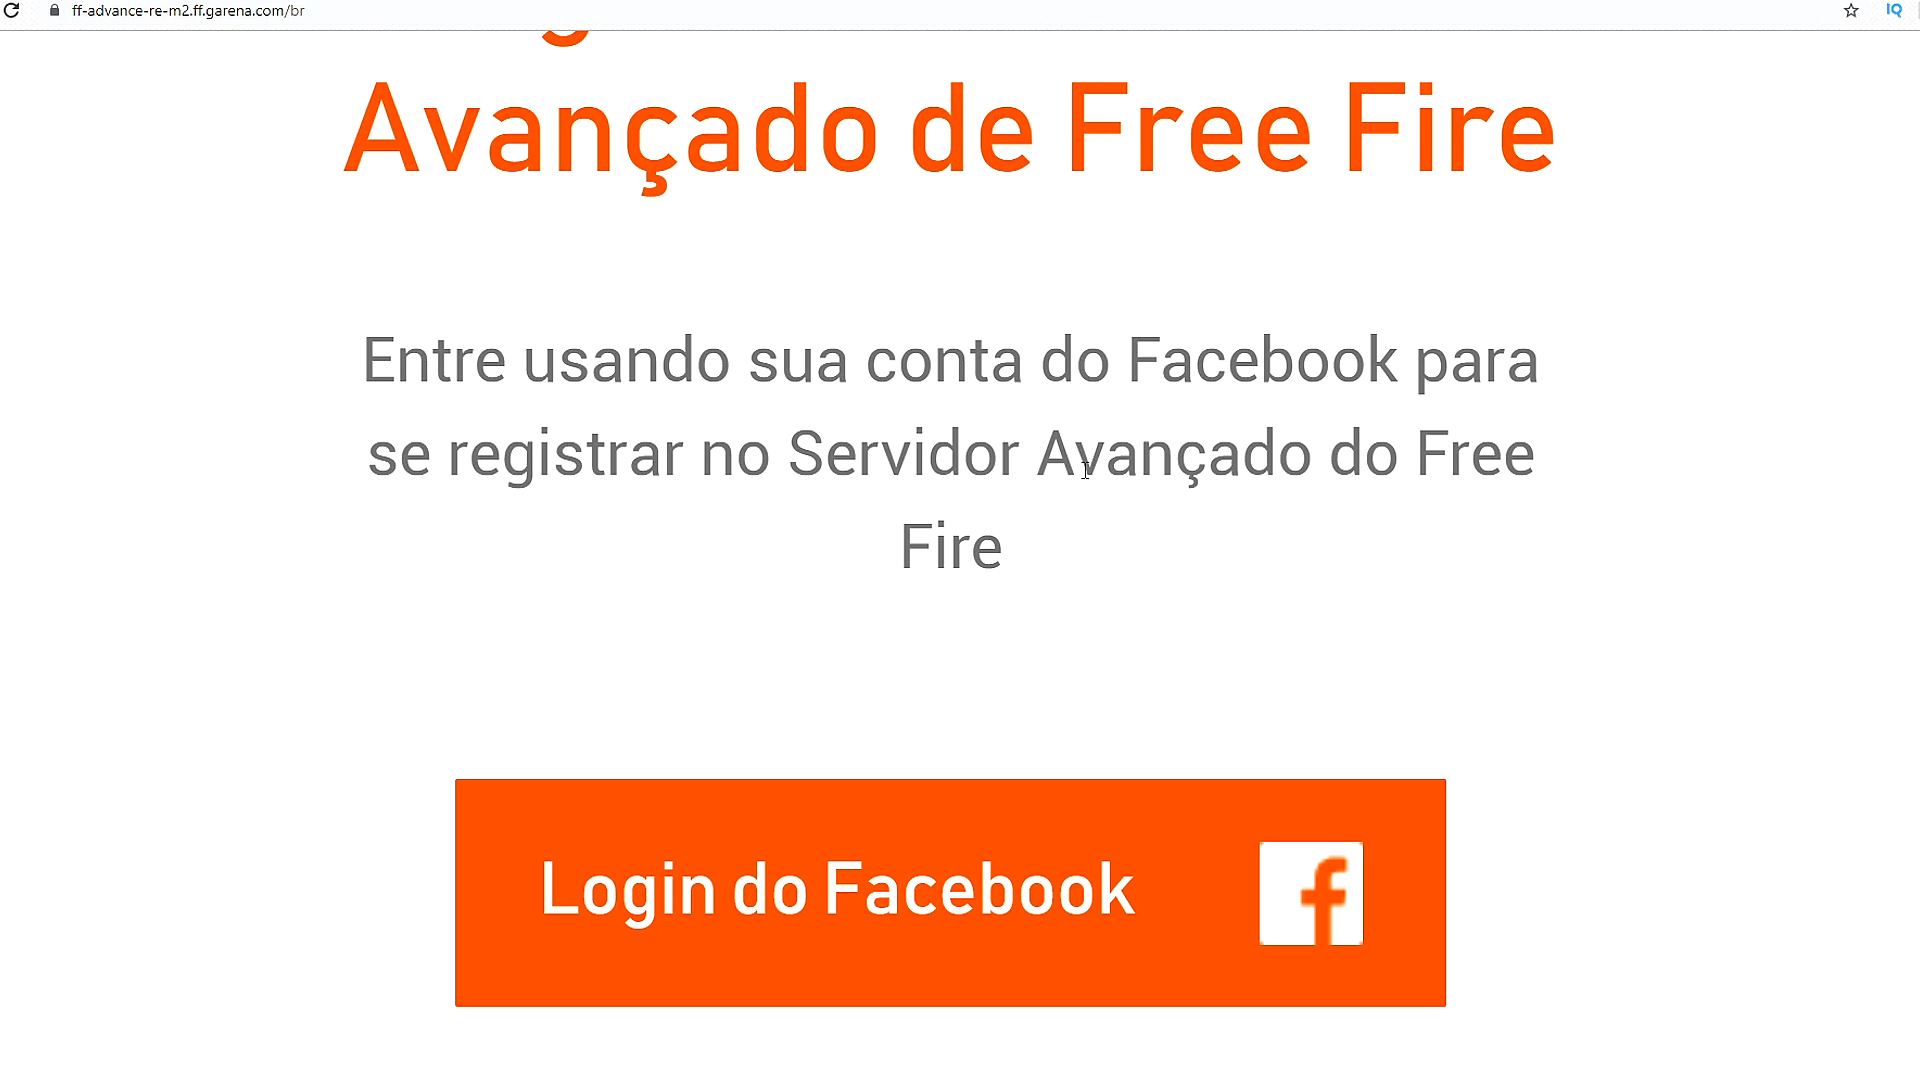 ff-advance-re-m2.ff.garena.com/br
IQ
Avançado de Free Fire
Entre usando sua conta do Facebook para
se registrar no Servidor Avançado do Free
Fire
Login do Facebook